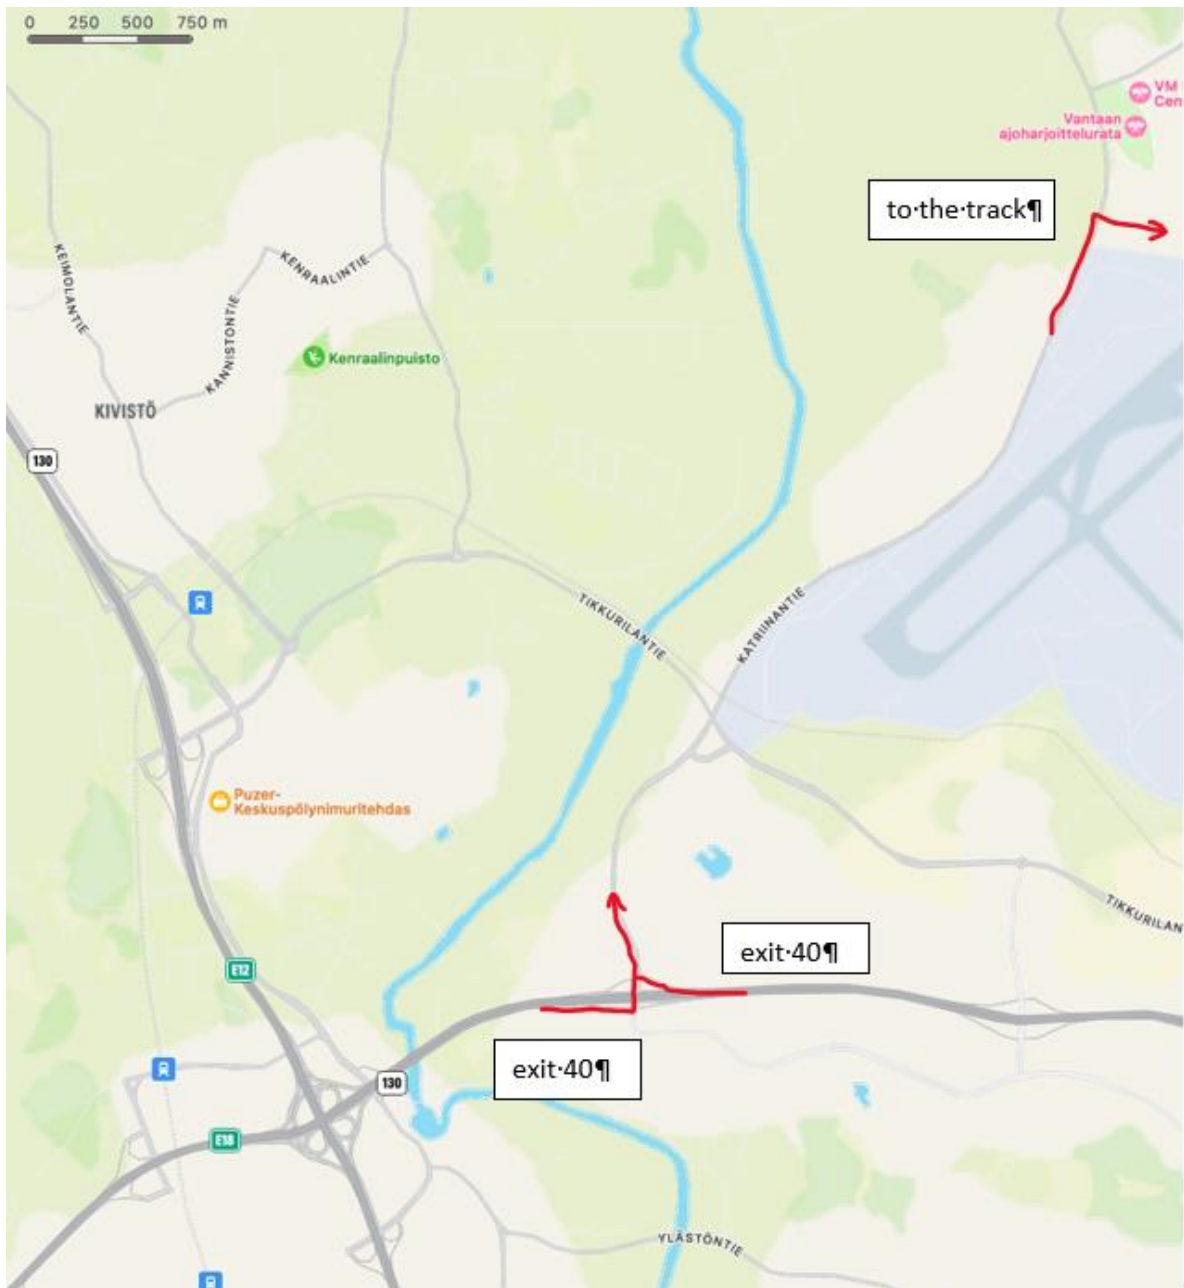 0 250 500 750 m
VM
Cen
Vantaan
ajoharjoittelurata
to·the·track¶
KEIMOLANTIE
KENRAALINTIE
KANNISTONTIE
Kenraalinpuisto
KIVISTÖ
130
TIKKURILANTIE
KATRIINANTIE
Puzer-
Keskuspölynimuritehdas
TIKKURILAN
exit·40¶
E12
exit·40¶
130
E18
YLÄSTÖNTIE